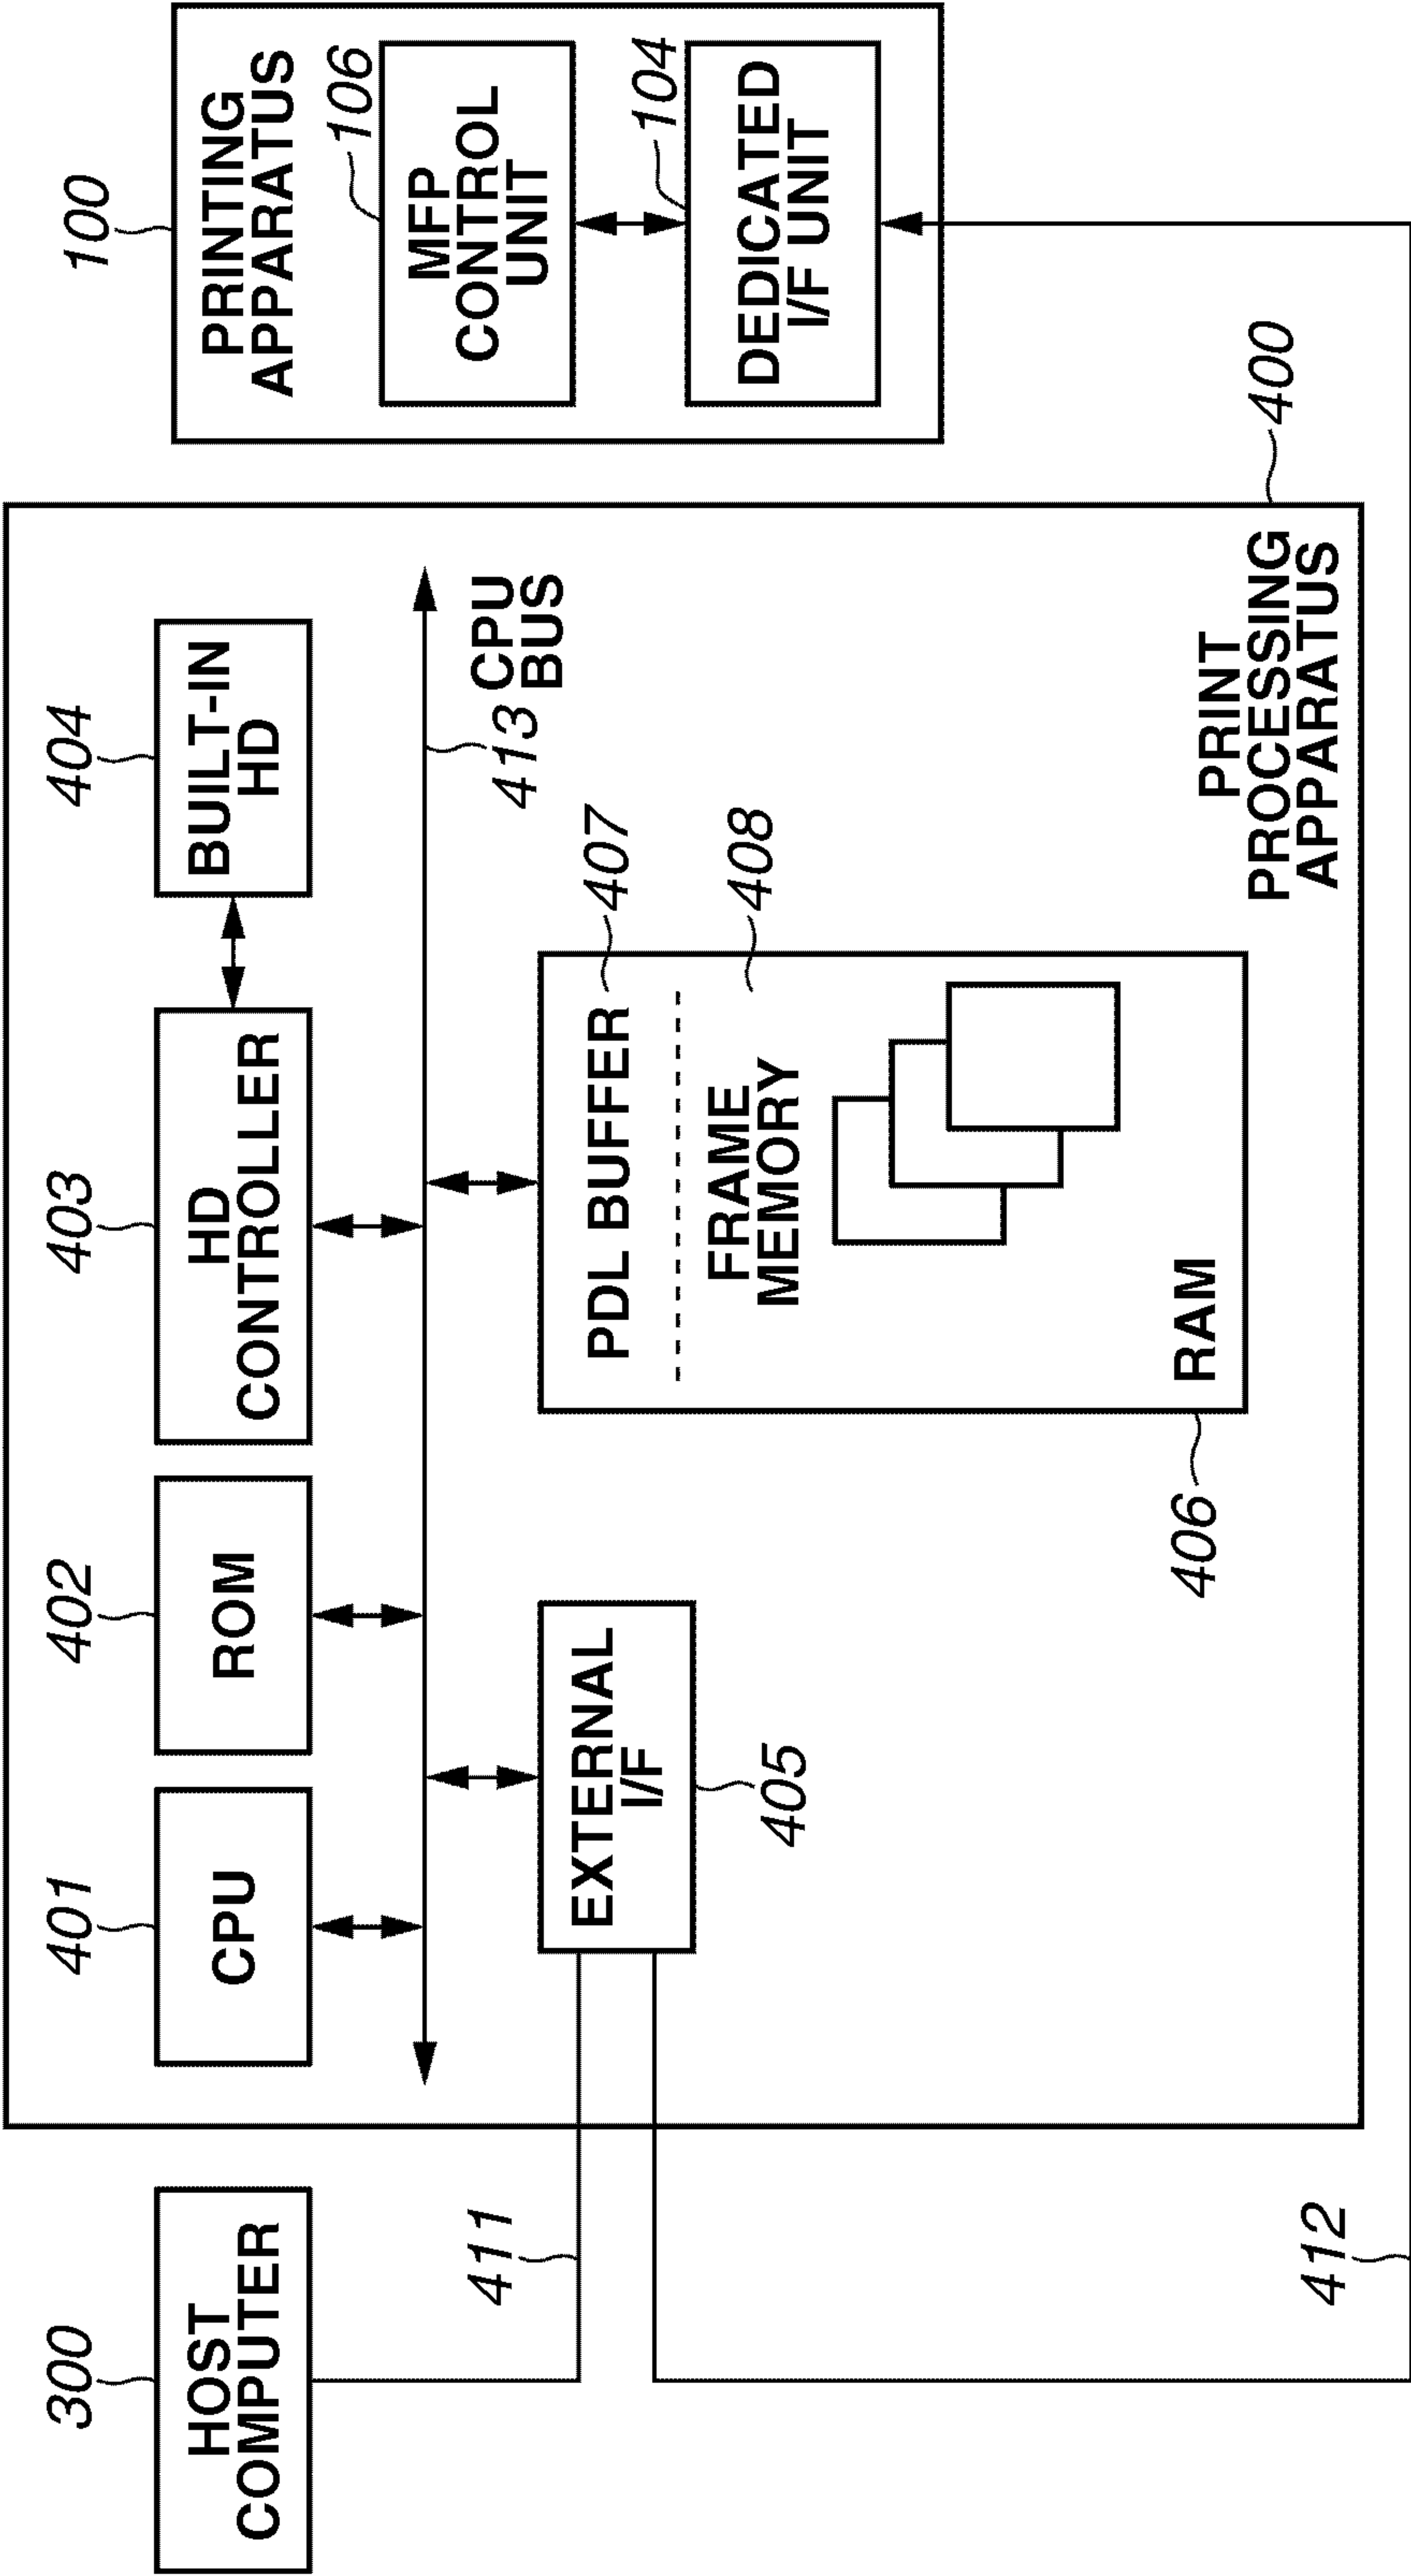 300
HOST
COMPUTER
411
412
401
CPU
402
ROM
403
HD
CONTROLLER
404
BUILT-IN
HD
413
CPU
BUS
EXTERNAL
I/F
405
PDL BUFFER
407
FRAME
MEMORY
408
RAM
406
PRINT
PROCESSING
APPARATUS
400
100
PRINTING
APPARATUS
106
MFP
CONTROL
UNIT
104
DEDICATED
I/F UNIT